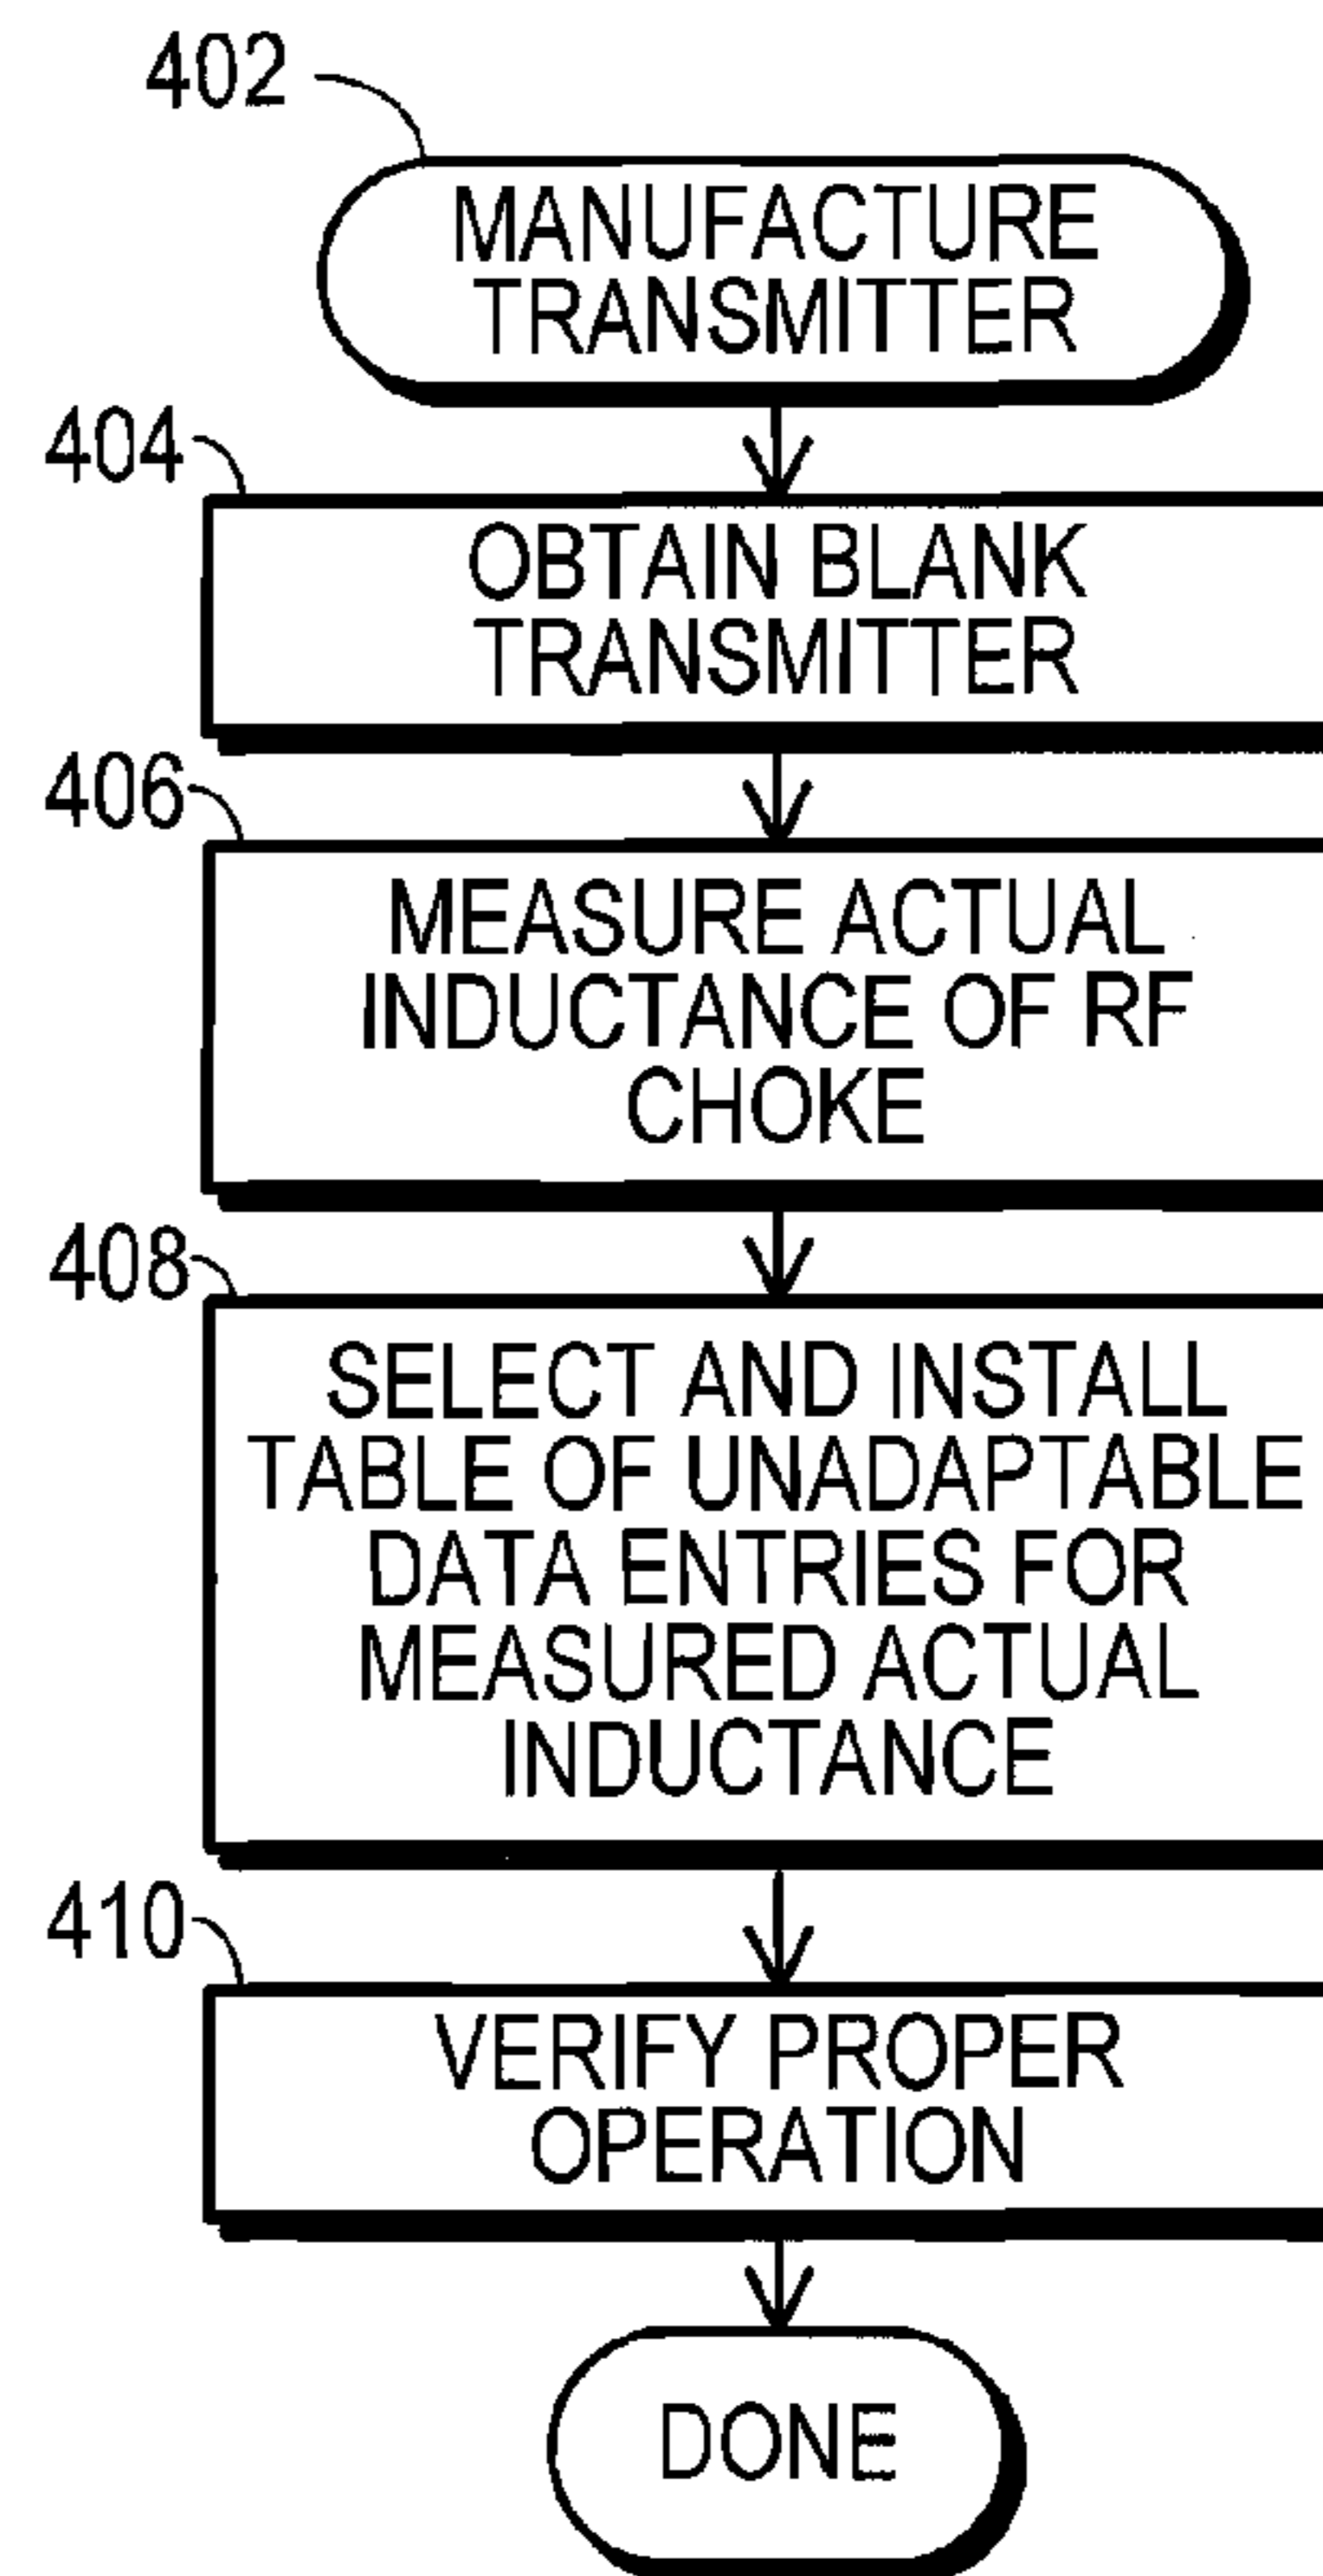 402
MANUFACTURE
TRANSMITTER
404
OBTAIN BLANK
TRANSMITTER
406
MEASURE ACTUAL
INDUCTANCE OF RF
CHOKE
408
SELECT AND INSTALL
TABLE OF UNADAPTABLE
DATA ENTRIES FOR
MEASURED ACTUAL
INDUCTANCE
410
VERIFY PROPER
OPERATION
DONE